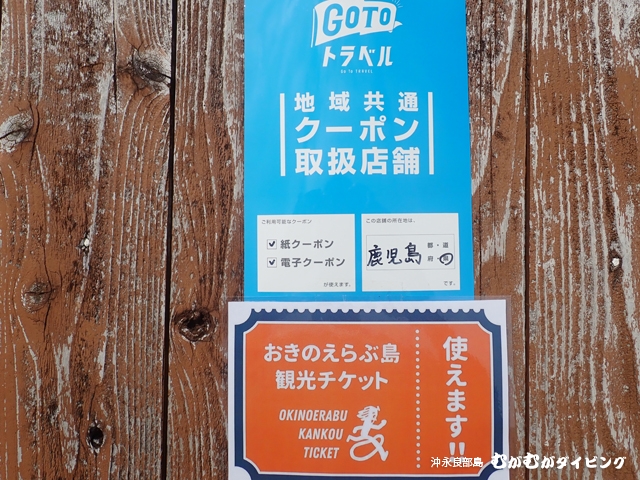 GOTO
トラベル
Go To TRAVEL
地域共通
クーポン
取扱店舗
ご利用可能なクーポン
☑ 紙クーポン
☑ 電子クーポン
が使えます。
この店舗の所在地は、
鹿児島 都・道
府・県
です。
おきのえらぶ島
観光チケット
OKINOERABU
KANKOU
TICKET
使えます!!
沖永良部島 むがむがダイビング